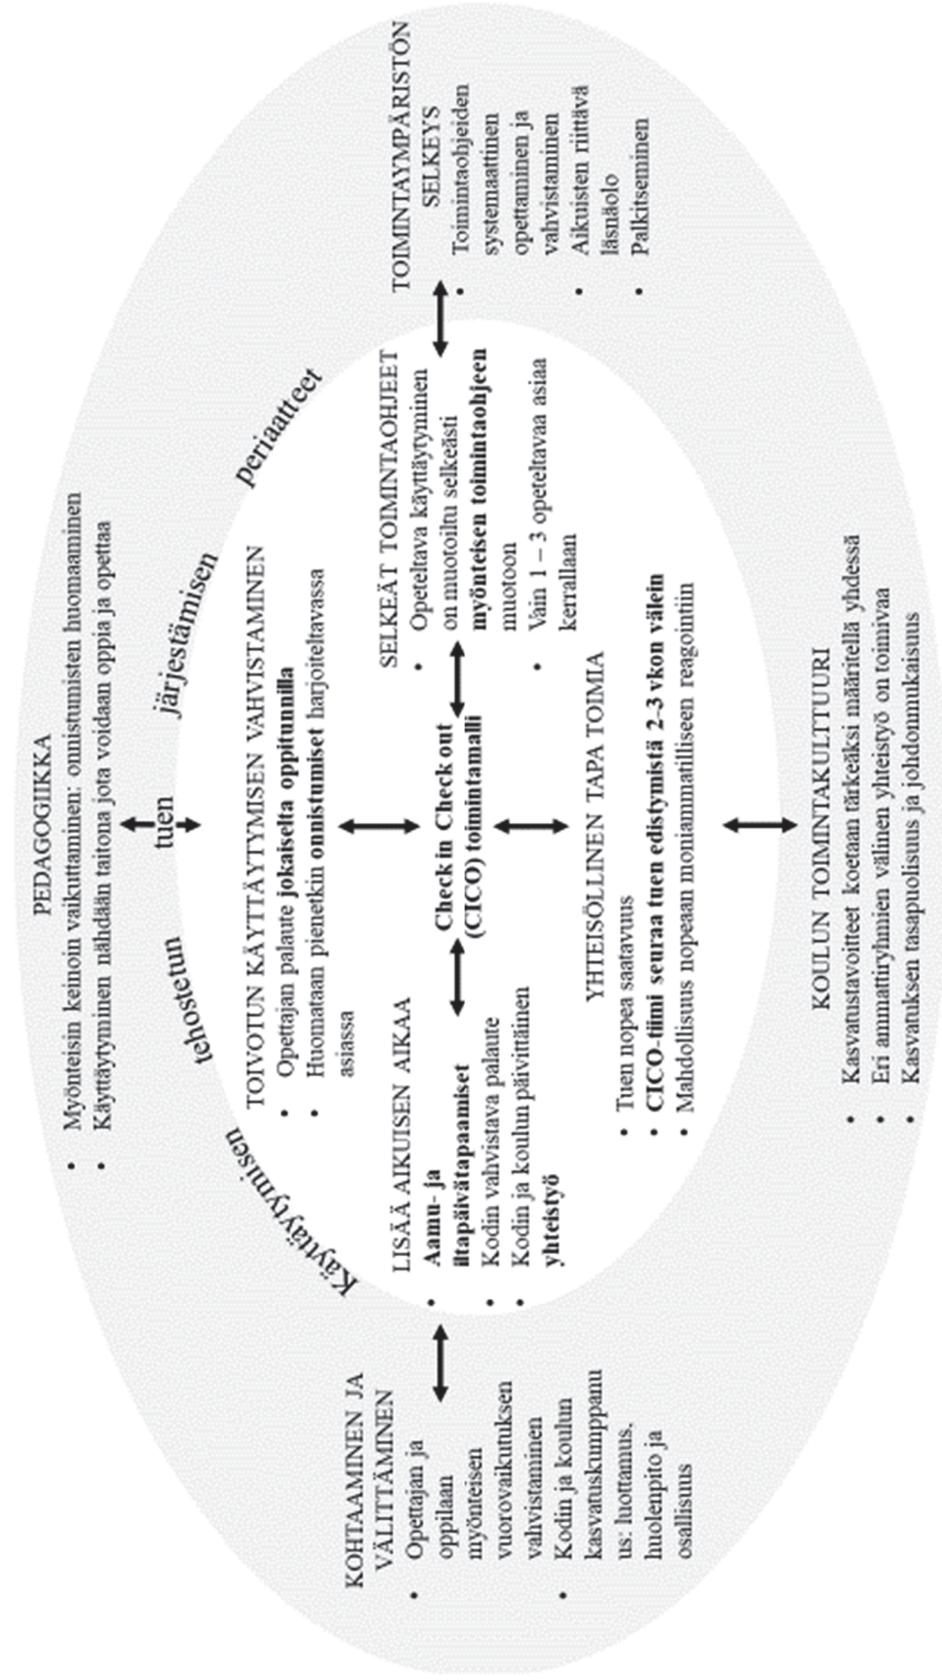 PEDAGOGIIKKA
• Myönteisin keinoin vaikuttaminen: onnistumisten huomaaminen
• Käyttäytyminen nähdään taitona jota voidaan oppia ja opettaa
Käyttäytymisen tehostetun tuen järjestämisen periaatteet
TOIVOTUN KÄYTTÄYTYMISEN VAHVISTAMINEN
• Opettajan palaute jokaiselta oppitunnilla
• Huomataan pienetkin onnistumiset harjoiteltavassa
asiassa
KOHTAAMINEN JA
VÄLITTÄMINEN
• Opettajan ja
oppilaan
myönteisen
vuorovaikutuksen
vahvistaminen
• Kodin ja koulun
kasvatuskumppanu
us: luottamus,
huolenpito ja
osallisuus
LISÄÄ AIKUISEN AIKAA
• Aamu- ja
iltapäivätapaamiset
• Kodin vahvistava palaute
• Kodin ja koulun päivittäinen
yhteistyö
Check in Check out
(CICO) toimintamalli
SELKEÄT TOIMINTAOHJEET
• Opeteltava käyttäytyminen
on muotoiltu selkeästi
myönteisen toimintaohjeen
muotoon
• Vain 1 – 3 opeteltavaa asiaa
kerrallaan
TOIMINTAYMPÄRISTÖN
SELKEYS
• Toimintaohjeiden
systemaattinen
opettaminen ja
vahvistaminen
• Aikuisten riittävä
läsnäolo
• Palkitseminen
YHTEISÖLLINEN TAPA TOIMIA
• Tuen nopea saatavuus
• CICO-tiimi seuraa tuen edistymistä 2-3 vkon välein
• Mahdollisuus nopeaan moniammatilliseen reagointiin
KOULUN TOIMINTAKULTTUURI
• Kasvatustavoitteet koetaan tärkeäksi määritellä yhdessä
• Eri ammattiryhmien välinen yhteistyö on toimivaa
• Kasvatuksen tasapuolisuus ja johdonmukaisuus